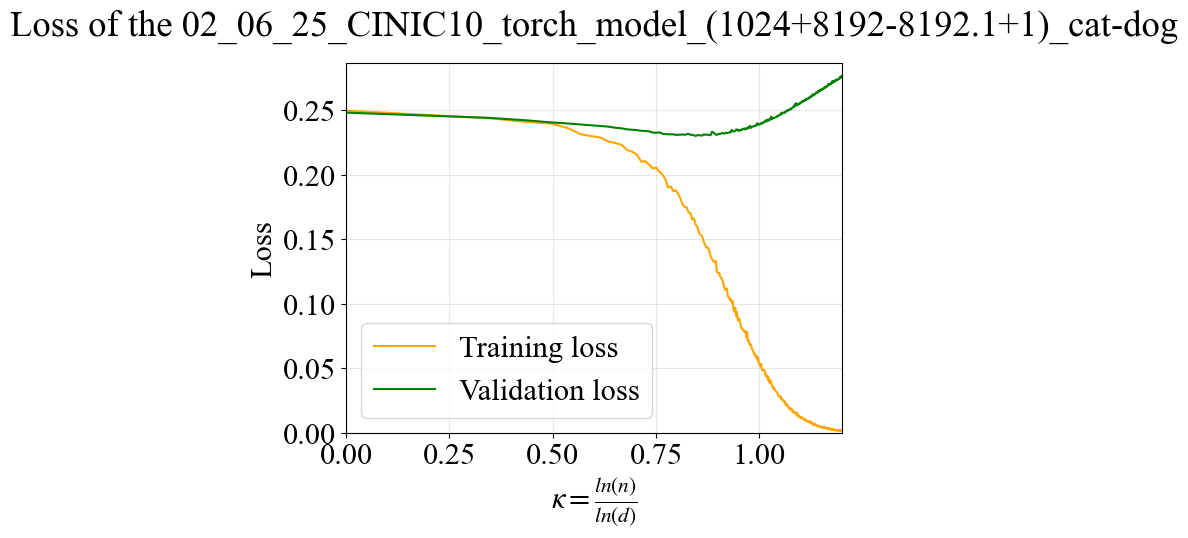 Loss of the 02_06_25_CINIC10_torch_model_(1024+8192-8192.1+1)_cat-dog
Loss
0.25
0.20
0.15
0.10
0.05
0.00
Training loss
Validation loss
0.00 0.25 0.50 0.75 1.00
κ = ln(n)/ln(d)